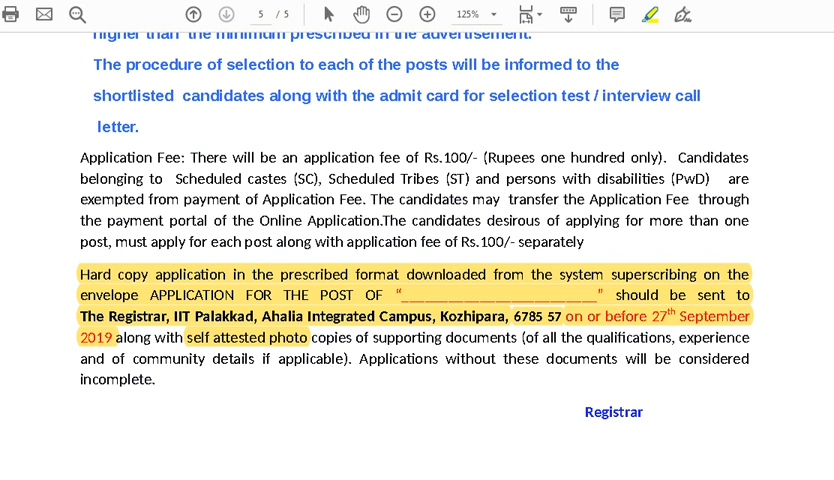 5 / 5
125%
higher than the minimum prescribed in the advertisement.
The procedure of selection to each of the posts will be informed to the
shortlisted candidates along with the admit card for selection test / interview call
letter.
Application Fee: There will be an application fee of Rs.100/- (Rupees one hundred only). Candidates
belonging to Scheduled castes (SC), Scheduled Tribes (ST) and persons with disabilities (PwD) are
exempted from payment of Application Fee. The candidates may transfer the Application Fee through
the payment portal of the Online Application.The candidates desirous of applying for more than one
post, must apply for each post along with application fee of Rs.100/- separately
Hard copy application in the prescribed format downloaded from the system superscribing on the
envelope APPLICATION FOR THE POST OF “__________________________” should be sent to
The Registrar, IIT Palakkad, Ahalia Integrated Campus, Kozhipara, 6785 57 on or before 27th September
2019 along with self attested photo copies of supporting documents (of all the qualifications, experience
and of community details if applicable). Applications without these documents will be considered
incomplete.
Registrar